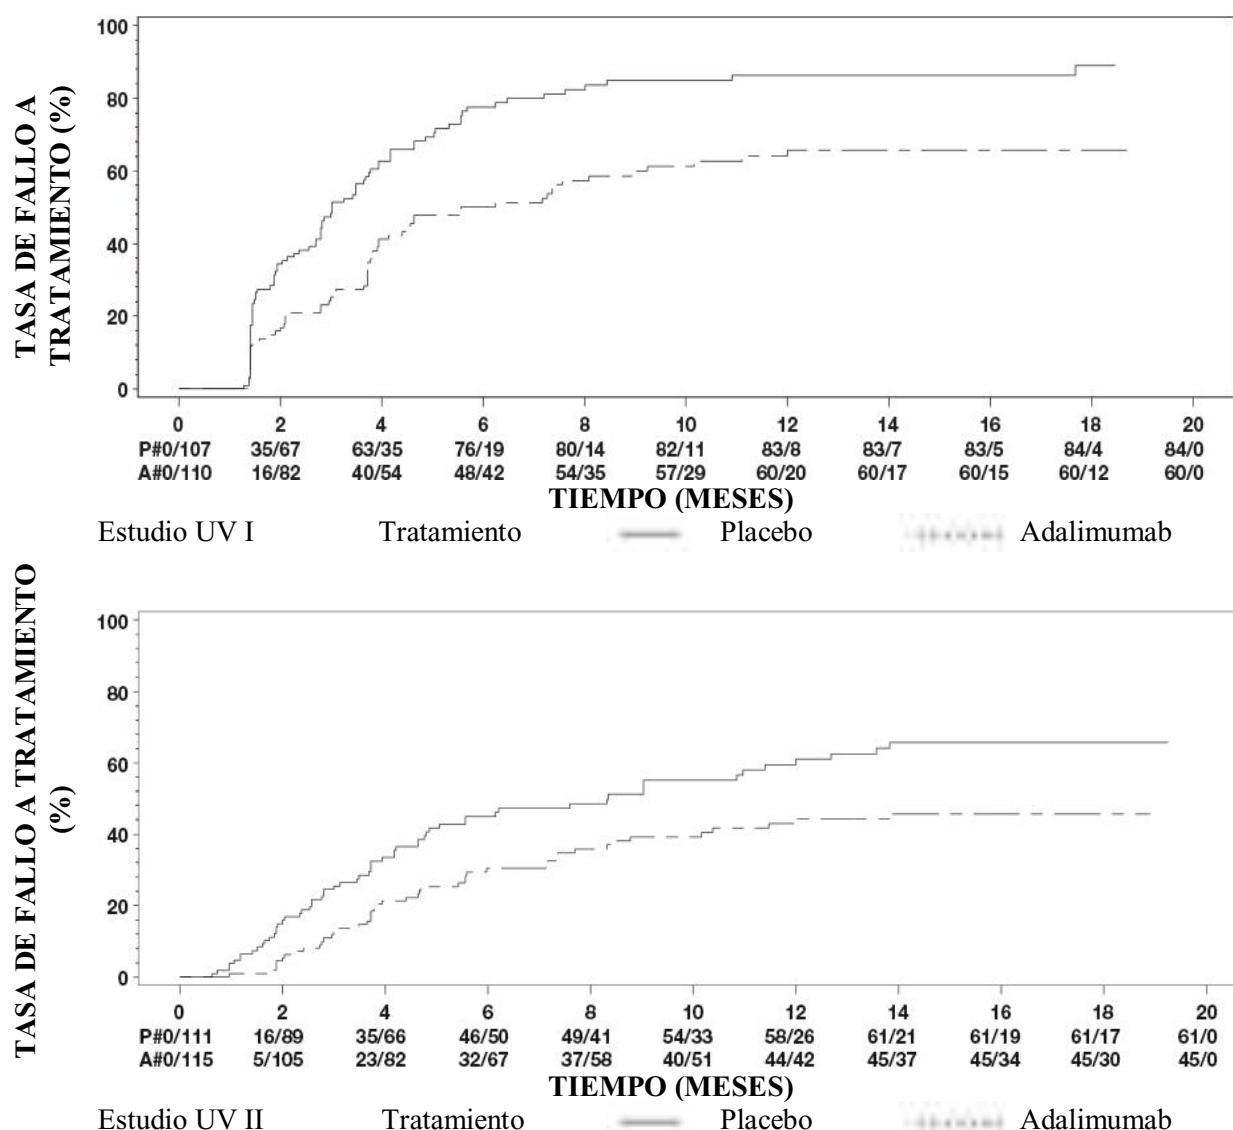 TASA DE FALLO A
TRATAMIENTO (%)
100
80
60
40
20
0
0 2 4 6 8 10 12 14 16 18 20
P#0/107 35/67 63/35 76/19 80/14 82/11 83/8 83/7 83/5 84/4 84/0
A#0/110 16/82 40/54 48/42 54/35 57/29 60/20 60/17 60/15 60/12 60/0
TIEMPO (MESES)
Estudio UV I Tratamiento Placebo Adalimumab
TASA DE FALLO A TRATAMIENTO
(%)
100
80
60
40
20
0
0 2 4 6 8 10 12 14 16 18 20
P#0/111 16/89 35/66 46/50 49/41 54/33 58/26 61/21 61/19 61/17 61/0
A#0/115 5/105 23/82 32/67 37/58 40/51 44/42 45/37 45/34 45/30 45/0
TIEMPO (MESES)
Estudio UV II Tratamiento Placebo Adalimumab